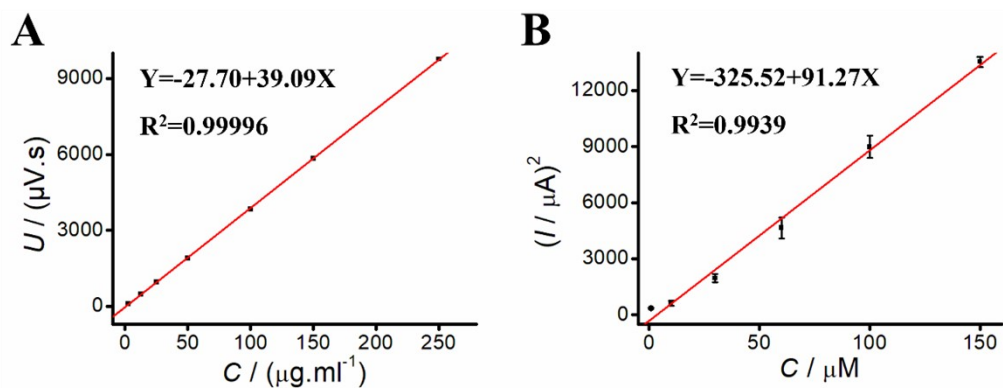 A
Y=-27.70+39.09X
R²=0.99996
9000
6000
3000
0
U / (μV.s)
0 50 100 150 200 250
C / (μg.ml⁻¹)
B
Y=-325.52+91.27X
R²=0.9939
12000
9000
6000
3000
0
(I / μA)²
0 50 100 150
C / μM